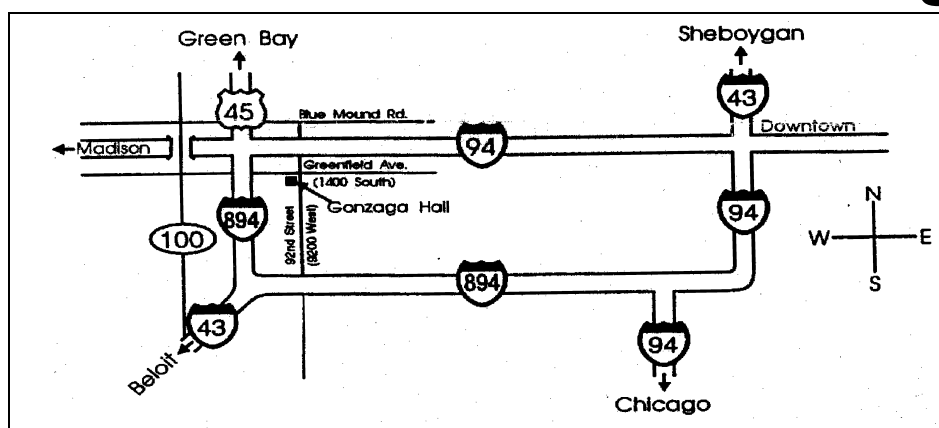 Green Bay
Sheboygan
45
43
Blue Mound Rd.
Downtown
Madison
94
Greenfield Ave.
(1400 South)
Gonzaga Hall
894
94
100
92nd Street
(9200 West)
N
W
E
S
894
43
94
Beloit
Chicago